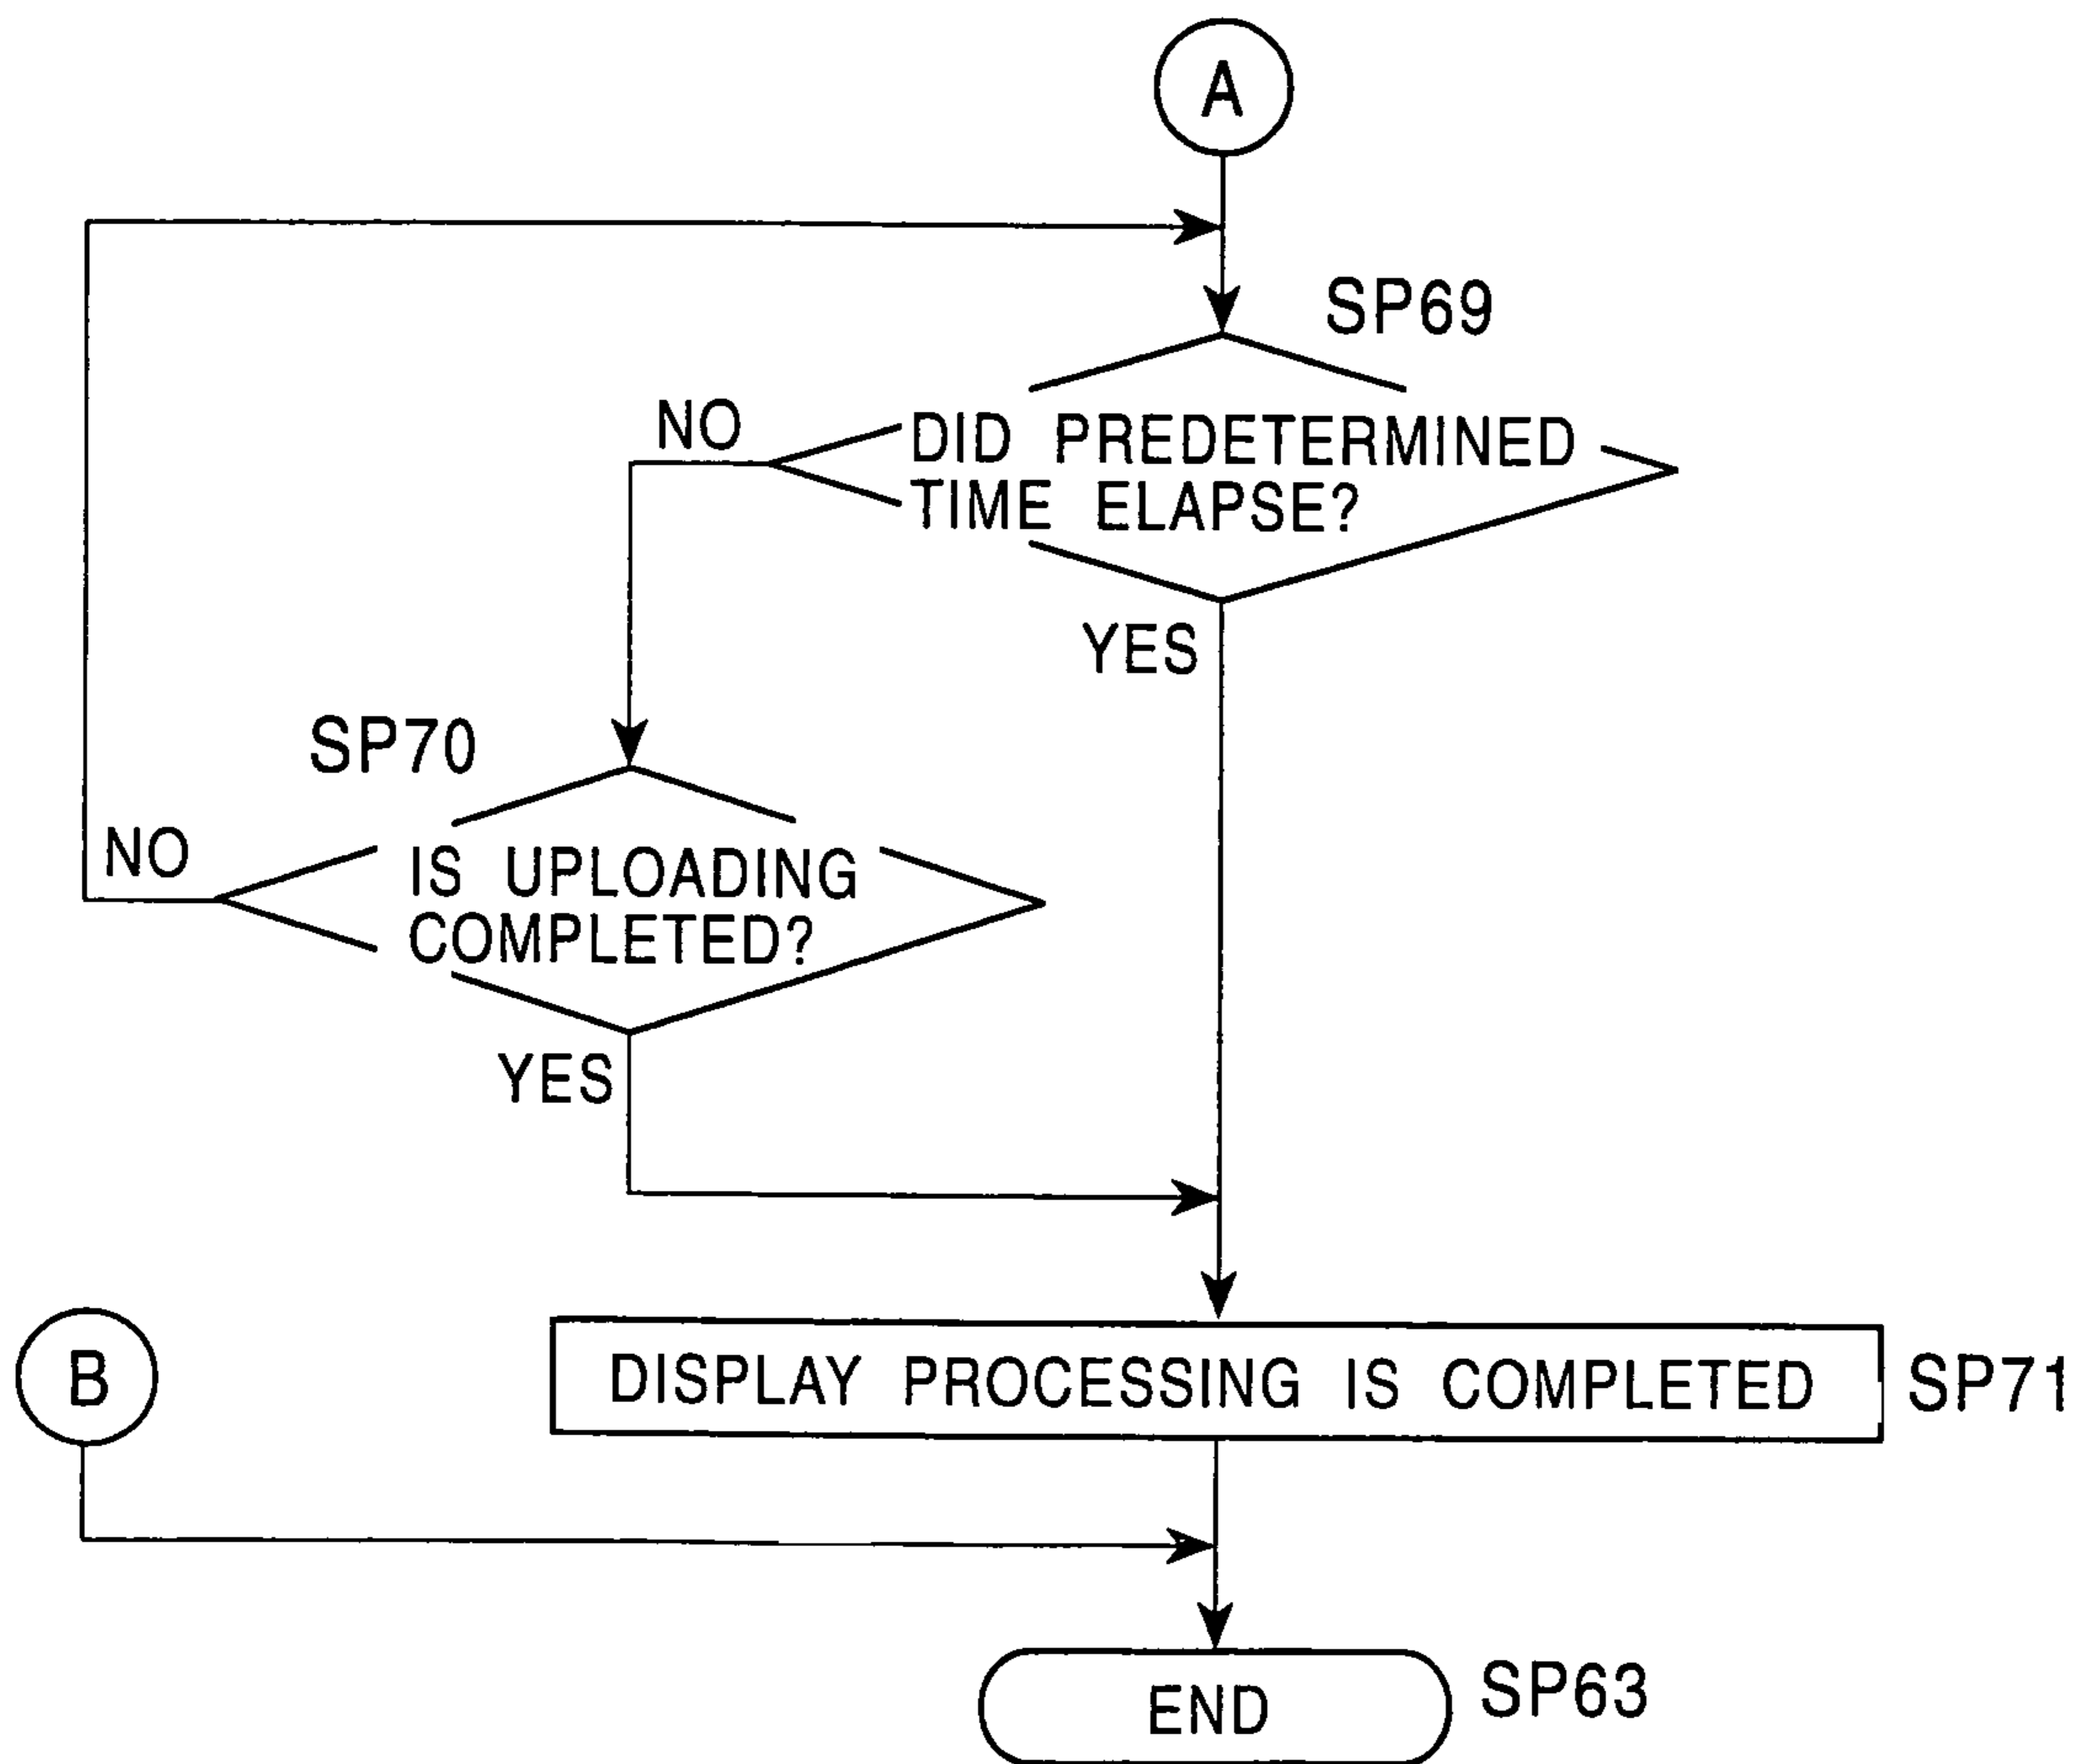 A
SP69
NO
DID PREDETERMINED
TIME ELAPSE?
YES
SP70
NO
IS UPLOADING
COMPLETED?
YES
B
DISPLAY PROCESSING IS COMPLETED
SP71
END
SP63